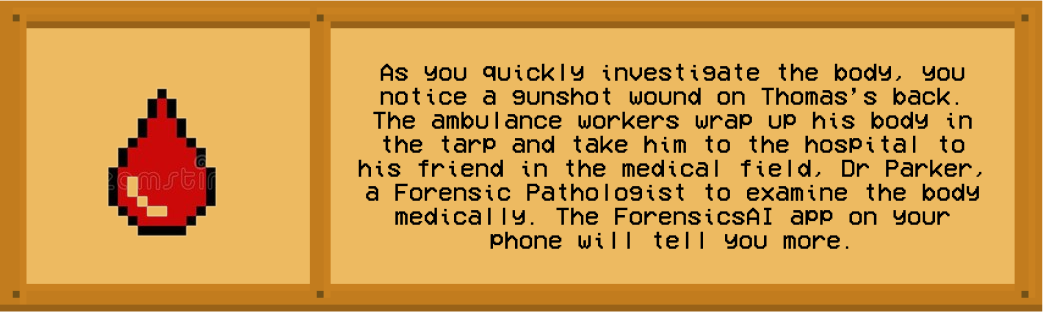 As you quickly investigate the body, you
notice a gunshot wound on Thomas's back.
The ambulance workers wrap up his body in
the tarp and take him to the hospital to
his friend in the medical field, Dr Parker,
a Forensic Pathologist to examine the body
medically. The ForensicsAI app on your
phone will tell you more.